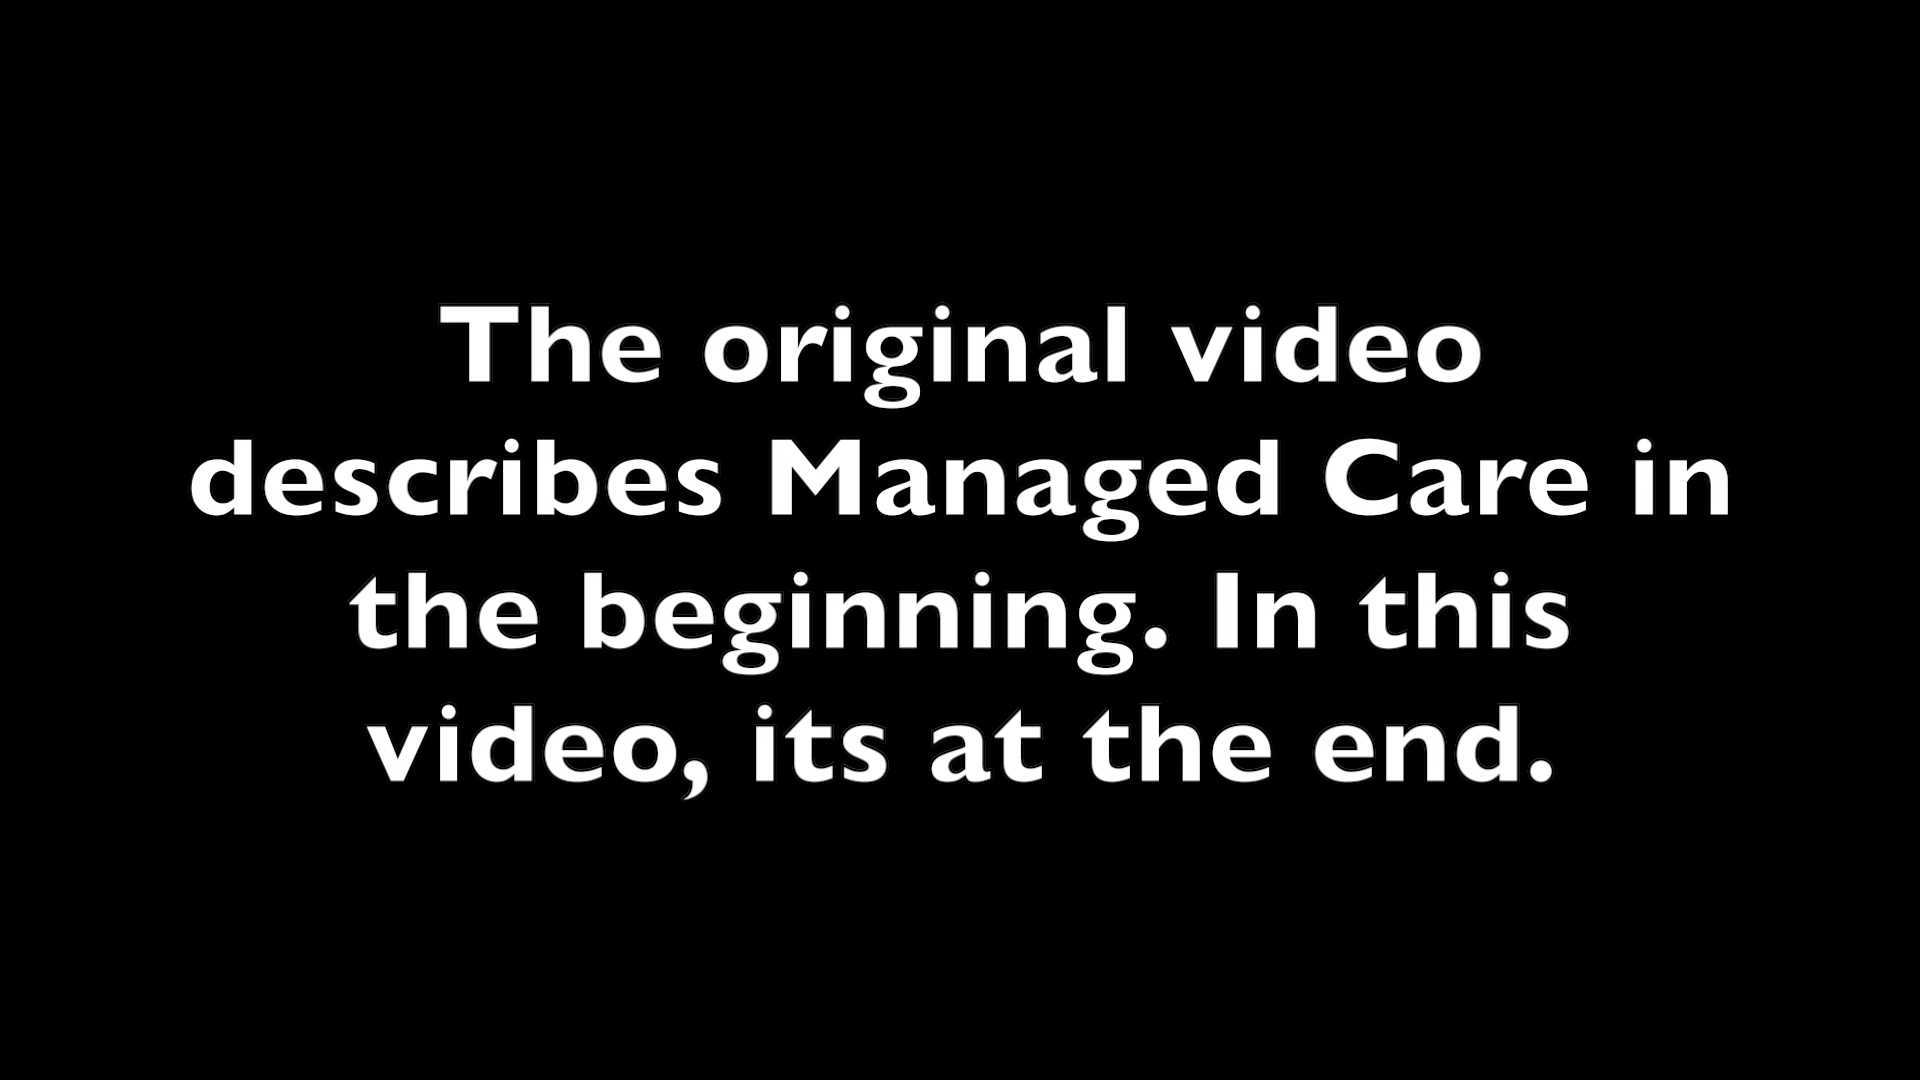 The original video
describes Managed Care in
the beginning. In this
video, its at the end.